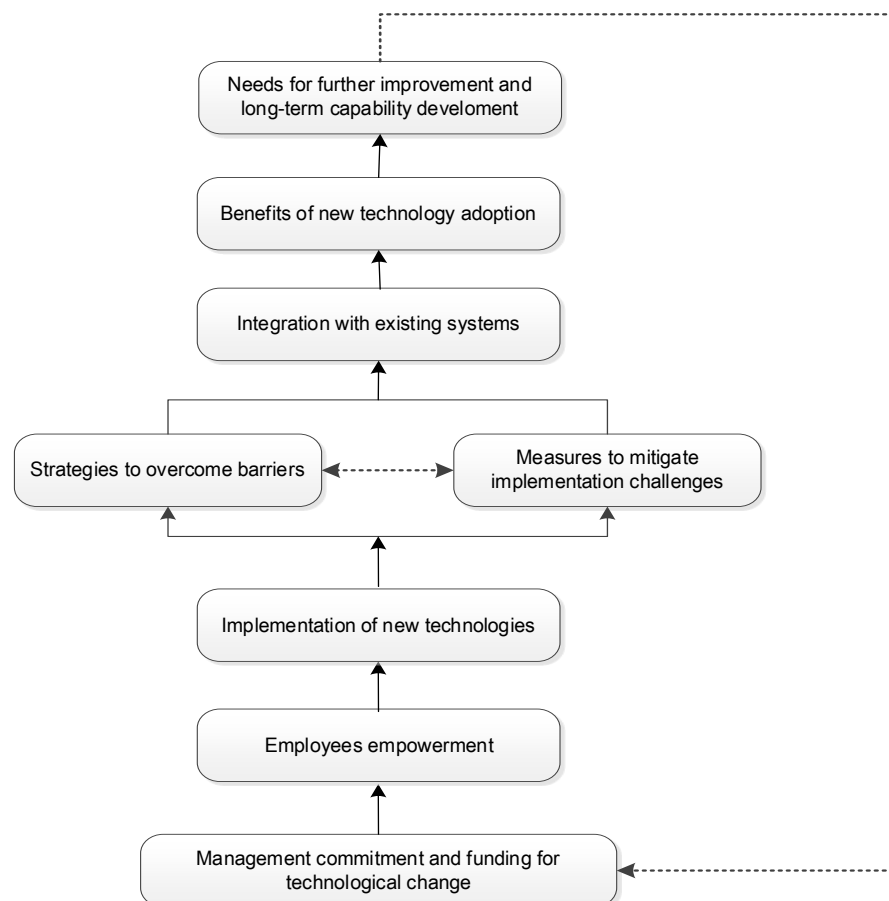 Needs for further improvement and
long-term capability develoment
Benefits of new technology adoption
Integration with existing systems
Strategies to overcome barriers
Measures to mitigate
implementation challenges
Implementation of new technologies
Employees empowerment
Management commitment and funding for
technological change